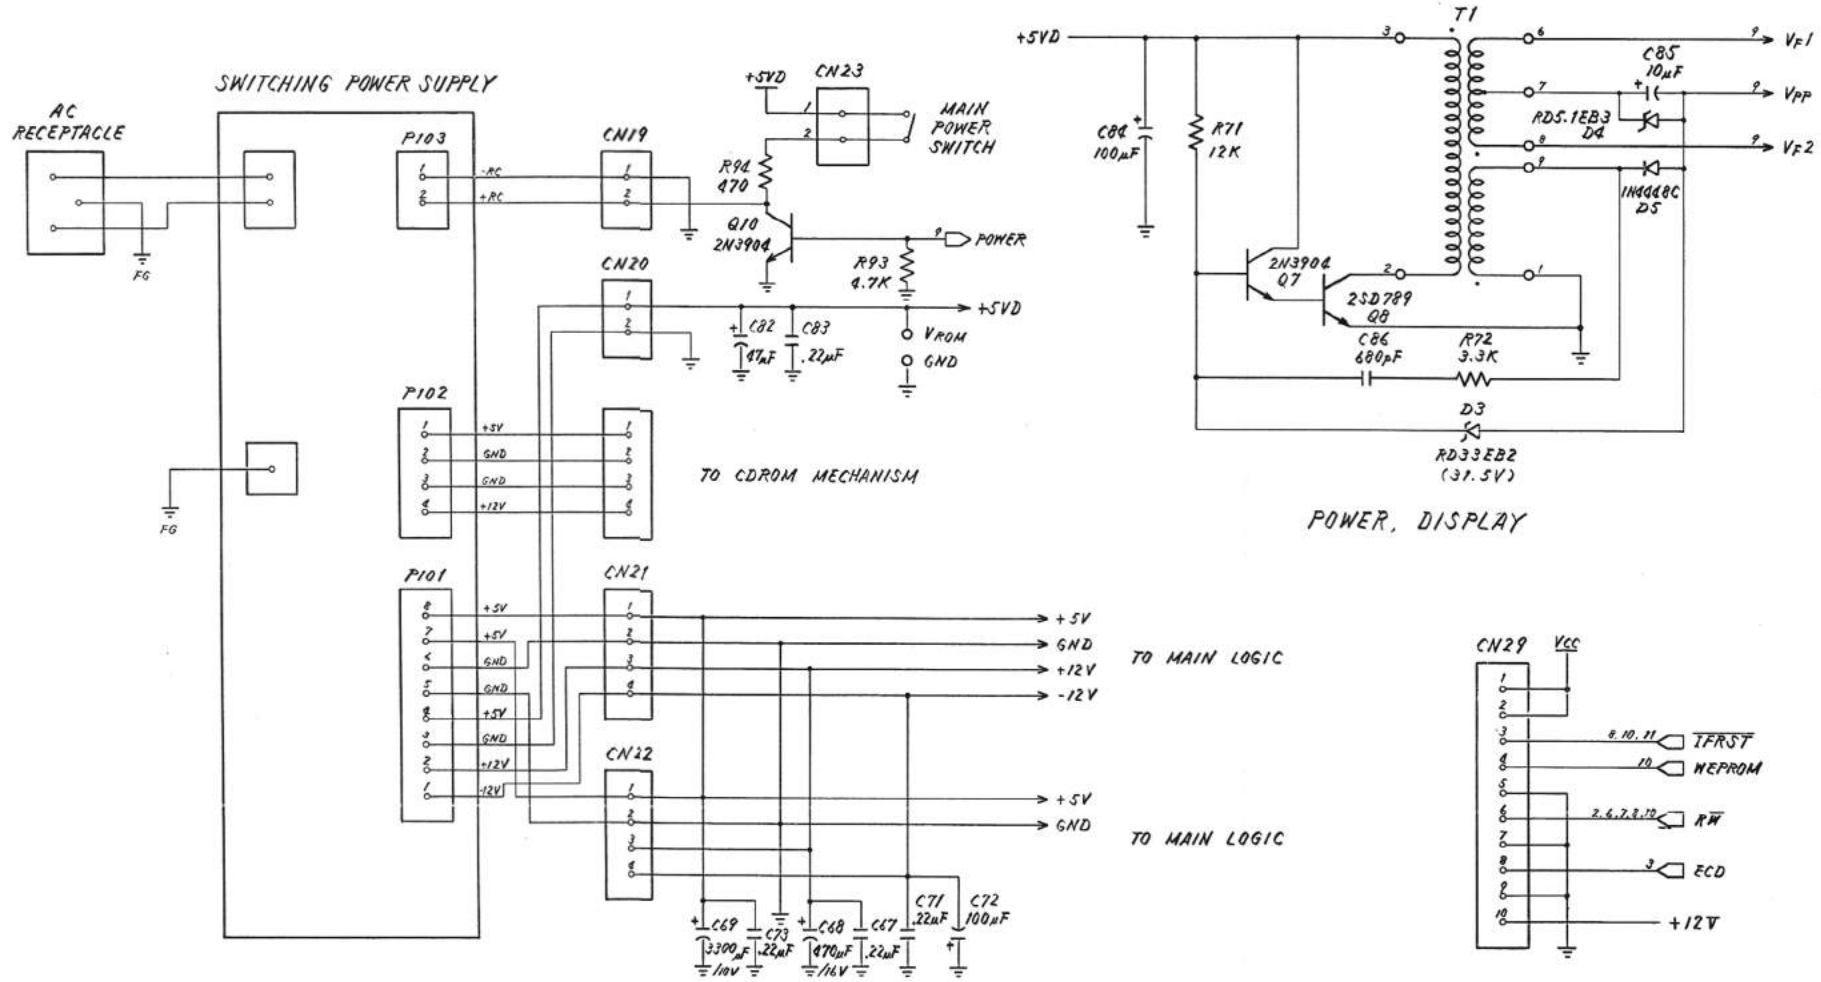 SWITCHING POWER SUPPLY
AC
RECEPTACLE
FG
FG
P103
1
2
-RC
+RC
CN19
1
2
+5VD
CN23
1
2
MAIN
POWER
SWITCH
R94
470
Q10
2N3904
9
POWER
R93
4.7K
CN20
1
2
+5VD
C82
47µF
C83
.22µF
VROM
GND
P102
1
2
3
4
+5V
GND
GND
+12V
1
2
3
4
TO CDROM MECHANISM
P101
8
7
6
5
4
3
2
1
+5V
+5V
GND
GND
+5V
GND
+12V
-12V
CN21
1
2
3
4
+5V
GND
+12V
-12V
TO MAIN LOGIC
CN22
1
2
3
4
+5V
GND
TO MAIN LOGIC
+ C69
3300µF
/10V
C73
.22µF
+ C68
470µF
/16V
C67
.22µF
C71
.22µF
C72
100µF
+
+5VD
T1
3
6
9
VF1
C85
10µF
+
7
9
VPP
RD5.1EB3
D4
8
9
VF2
9
1N4448C
D5
C84
100µF
+
R71
12K
2N3904
Q7
2
1
2SD789
Q8
C86
680pF
R72
3.3K
D3
RD33EB2
(31.5V)
POWER, DISPLAY
CN29
VCC
1
2
3
8,10,11
IFRST
4
10
WEPROM
5
6
2,6,7,8,10
RW
7
8
3
ECD
9
10
+12V